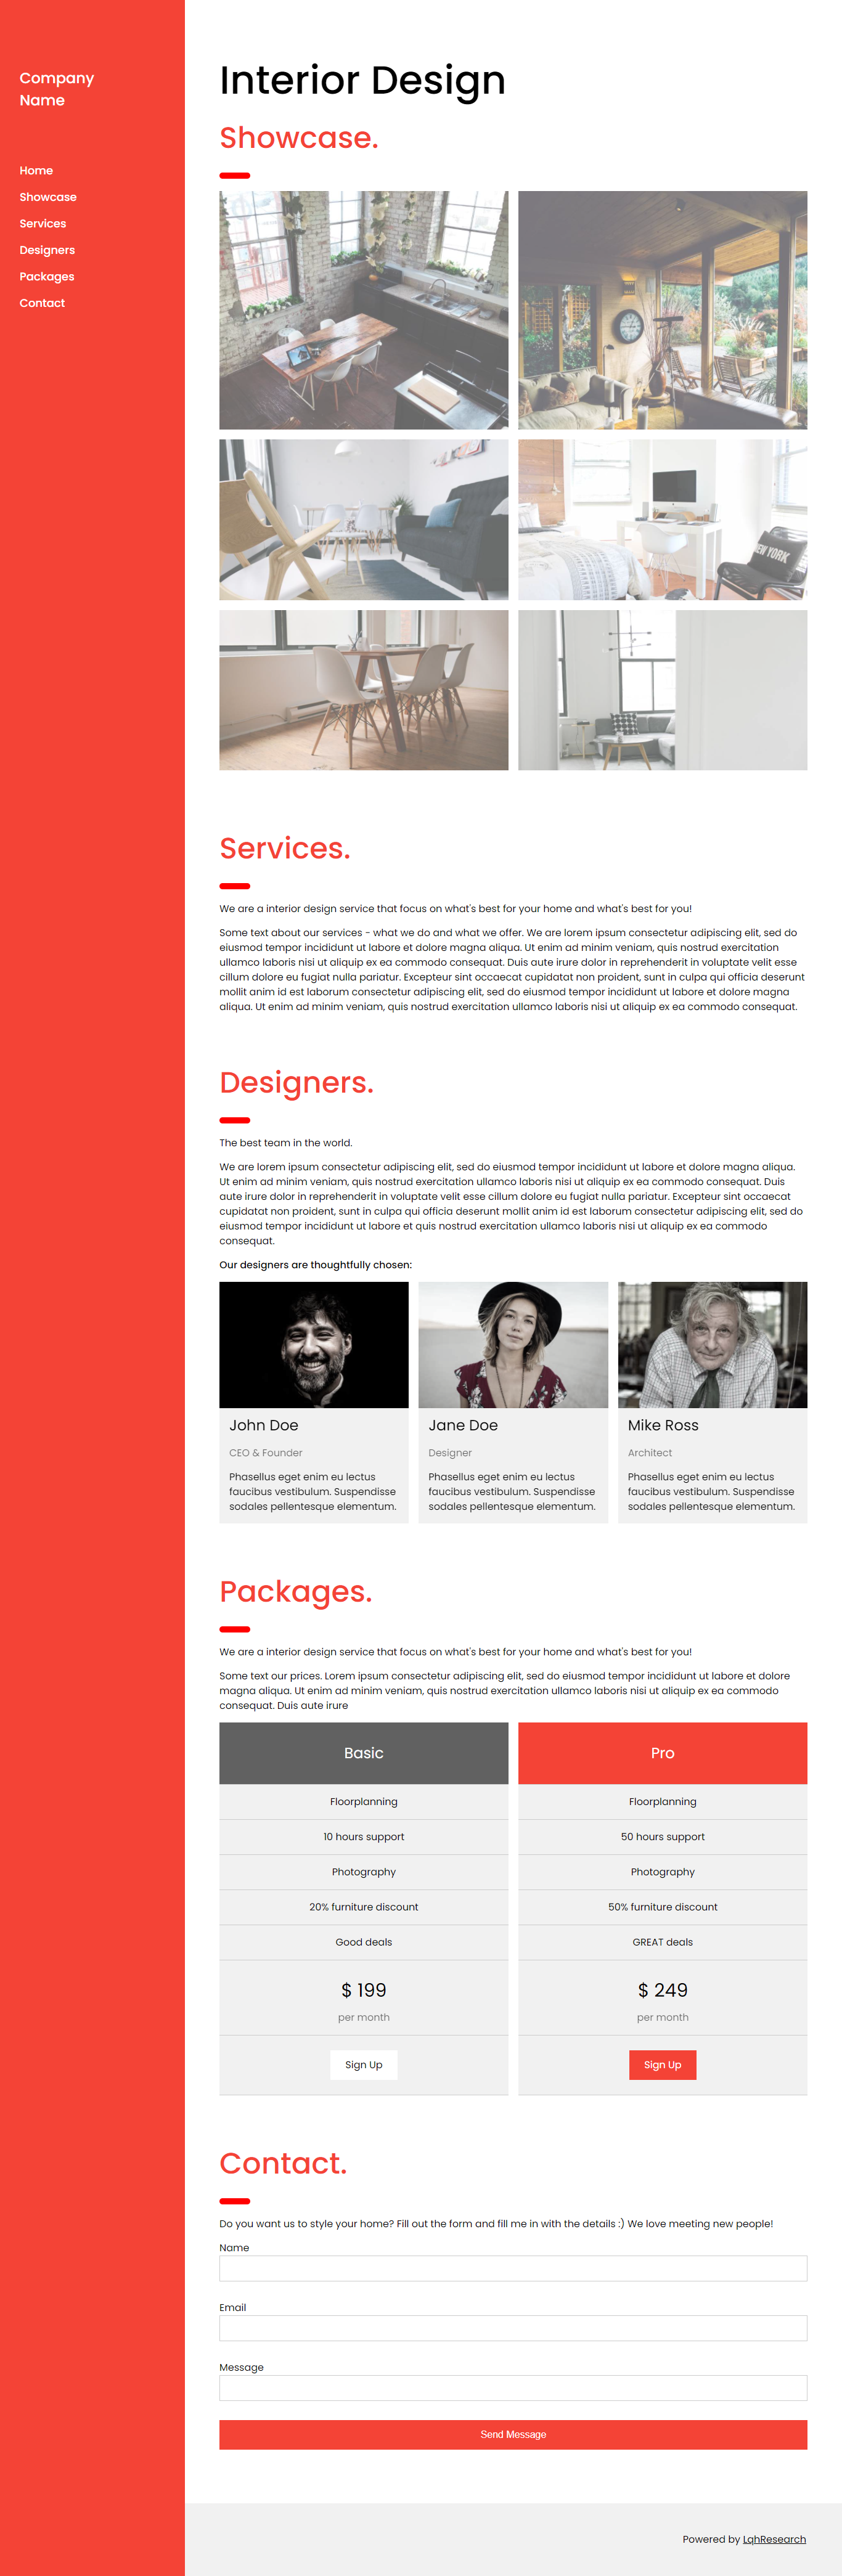 Company
Name
Home
Showcase
Services
Designers
Packages
Contact
Interior Design
Showcase.
NEW YORK
Services.
We are a interior design service that focus on what's best for your home and what's best for you!
Some text about our services - what we do and what we offer. We are lorem ipsum consectetur adipiscing elit, sed do
eiusmod tempor incididunt ut labore et dolore magna aliqua. Ut enim ad minim veniam, quis nostrud exercitation
ullamco laboris nisi ut aliquip ex ea commodo consequat. Duis aute irure dolor in reprehenderit in voluptate velit esse
cillum dolore eu fugiat nulla pariatur. Excepteur sint occaecat cupidatat non proident, sunt in culpa qui officia deserunt
mollit anim id est laborum consectetur adipiscing elit, sed do eiusmod tempor incididunt ut labore et dolore magna
aliqua. Ut enim ad minim veniam, quis nostrud exercitation ullamco laboris nisi ut aliquip ex ea commodo consequat.
Designers.
The best team in the world.
We are lorem ipsum consectetur adipiscing elit, sed do eiusmod tempor incididunt ut labore et dolore magna aliqua.
Ut enim ad minim veniam, quis nostrud exercitation ullamco laboris nisi ut aliquip ex ea commodo consequat. Duis
aute irure dolor in reprehenderit in voluptate velit esse cillum dolore eu fugiat nulla pariatur. Excepteur sint occaecat
cupidatat non proident, sunt in culpa qui officia deserunt mollit anim id est laborum consectetur adipiscing elit, sed do
eiusmod tempor incididunt ut labore et quis nostrud exercitation ullamco laboris nisi ut aliquip ex ea commodo
consequat.
Our designers are thoughtfully chosen:
John Doe
CEO & Founder
Phasellus eget enim eu lectus
faucibus vestibulum. Suspendisse
sodales pellentesque elementum.
Jane Doe
Designer
Phasellus eget enim eu lectus
faucibus vestibulum. Suspendisse
sodales pellentesque elementum.
Mike Ross
Architect
Phasellus eget enim eu lectus
faucibus vestibulum. Suspendisse
sodales pellentesque elementum.
Packages.
We are a interior design service that focus on what's best for your home and what's best for you!
Some text our prices. Lorem ipsum consectetur adipiscing elit, sed do eiusmod tempor incididunt ut labore et dolore
magna aliqua. Ut enim ad minim veniam, quis nostrud exercitation ullamco laboris nisi ut aliquip ex ea commodo
consequat. Duis aute irure
Basic
Floorplanning
10 hours support
Photography
20% furniture discount
Good deals
$ 199
per month
Sign Up
Pro
Floorplanning
50 hours support
Photography
50% furniture discount
GREAT deals
$ 249
per month
Sign Up
Contact.
Do you want us to style your home? Fill out the form and fill me in with the details :) We love meeting new people!
Name
Email
Message
Send Message
Powered by LqhResearch